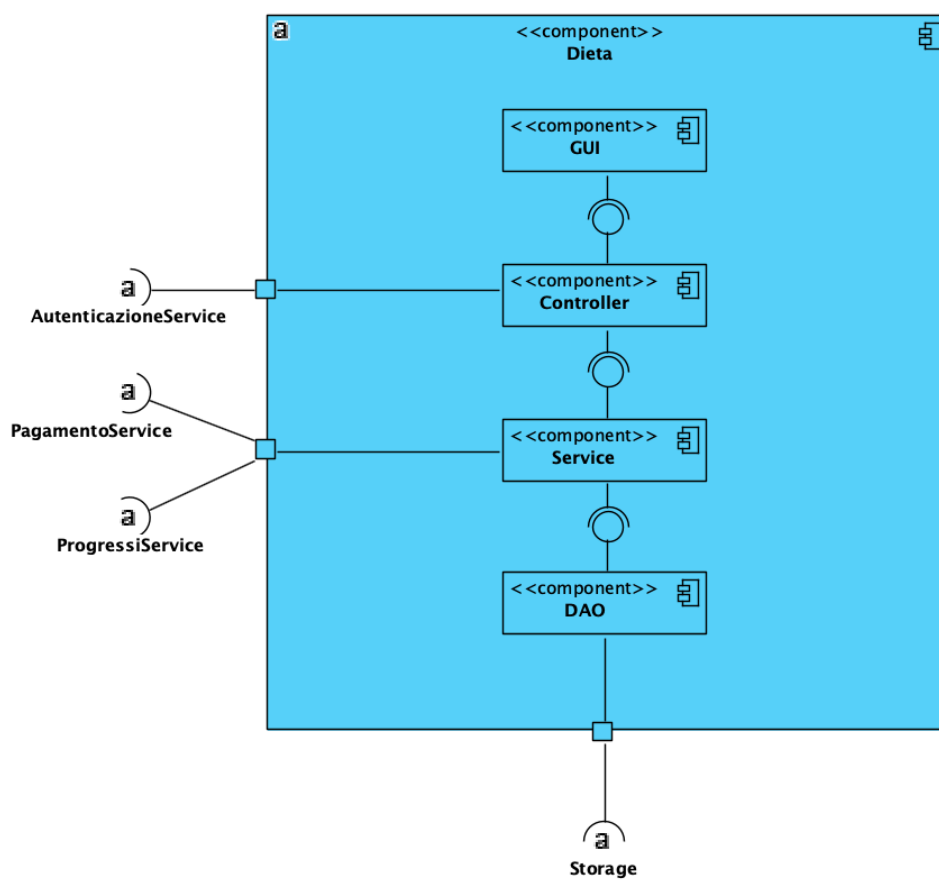 a
<<component>>
Dieta
<<component>>
GUI
a
AutenticazioneService
<<component>>
Controller
a
PagamentoService
<<component>>
Service
a
ProgressiService
<<component>>
DAO
a
Storage